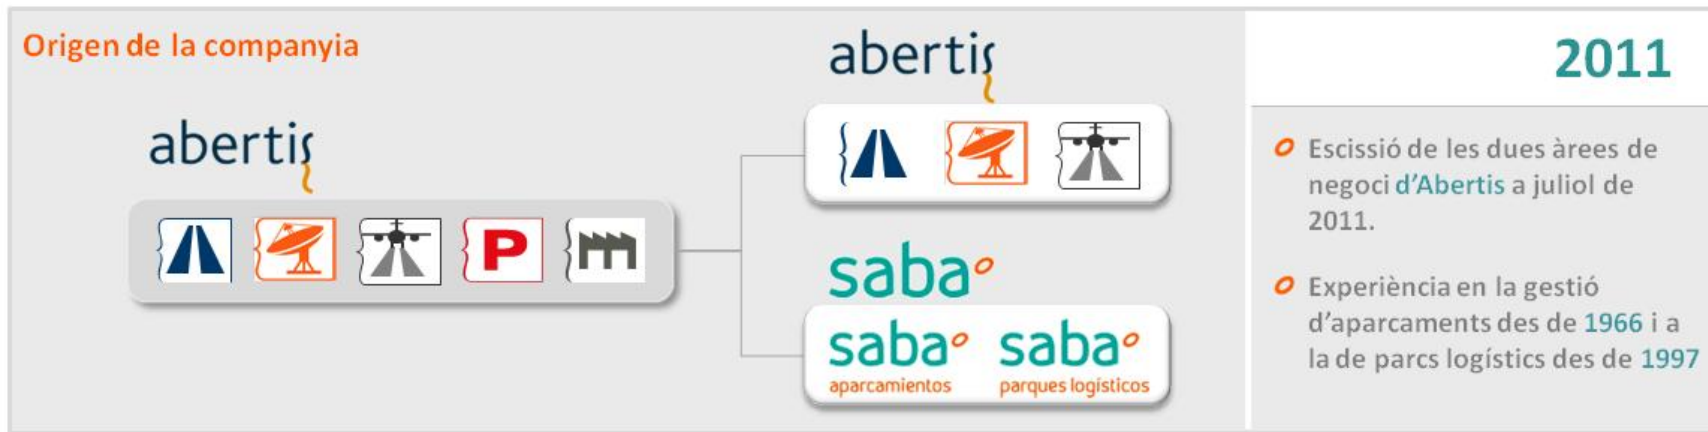 Origen de la companyia
abertis
P
abertis
saba
saba saba
aparcamientos parques logísticos
2011
Escissió de les dues àrees de
negoci d'Abertis a juliol de
2011.
Experiència en la gestió
d'aparcaments des de 1966 i a
la de parcs logístics des de 1997